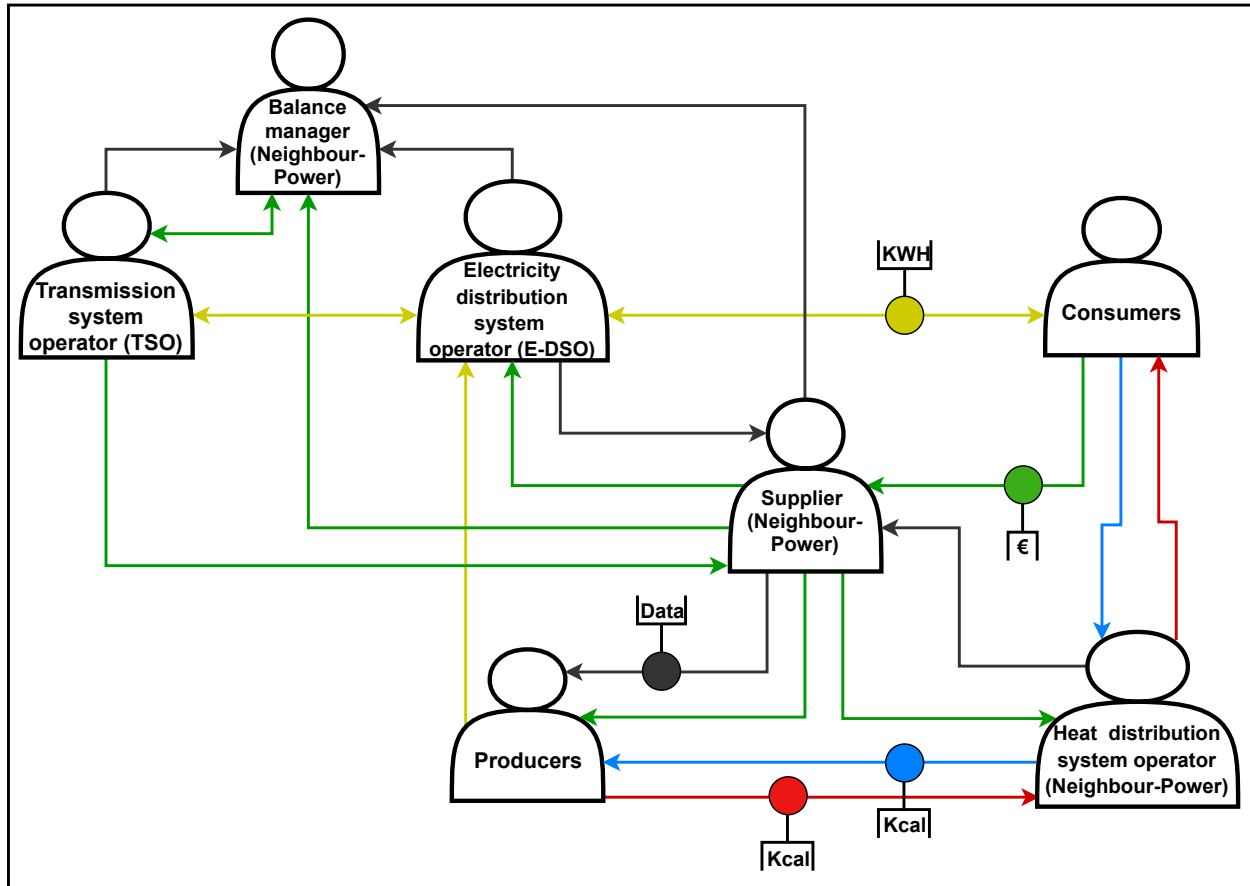 Balance
manager
(Neighbour-
Power)
Transmission
system
operator (TSO)
Electricity
distribution
system
operator (E-DSO)
KWH
Consumers
Supplier
(Neighbour-
Power)
€
Data
Producers
Heat distribution
system operator
(Neighbour-Power)
Kcal
Kcal